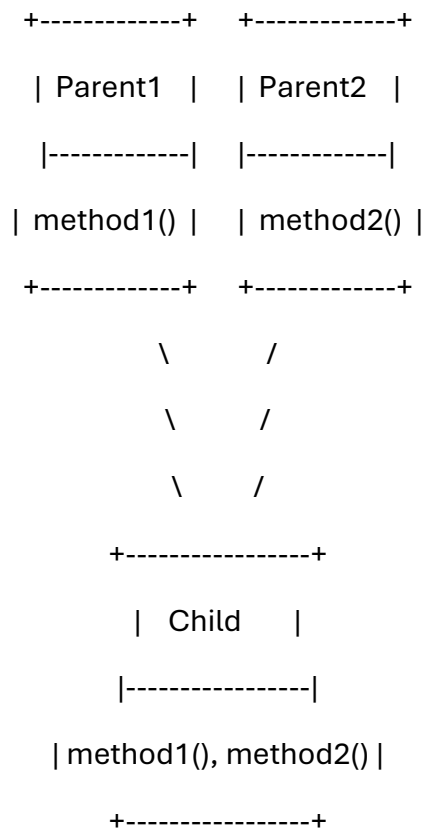 +-------------+ +-------------+
| Parent1 | | Parent2 |
|-------------| |-------------|
| method1() | | method2() |
+-------------+ +-------------+
\ /
\ /
\ /
+-----------------+
| Child |
|-----------------|
| method1(), method2() |
+-----------------+